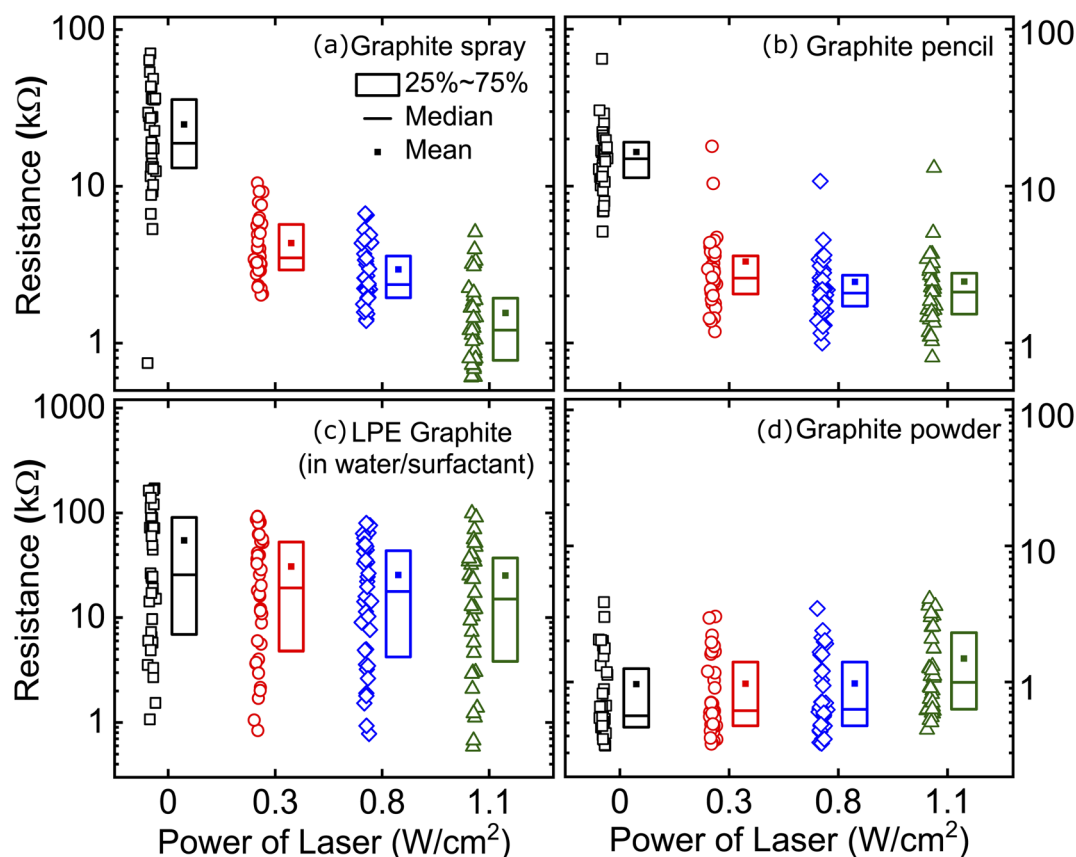 100
10
1
Resistance (kΩ)
(a) Graphite spray
25%~75%
Median
Mean
(b) Graphite pencil
100
10
1
1000
100
10
1
Resistance (kΩ)
(c) LPE Graphite
(in water/surfactant)
(d) Graphite powder
100
10
1
0 0.3 0.8 1.1
0 0.3 0.8 1.1
Power of Laser (W/cm²)
Power of Laser (W/cm²)